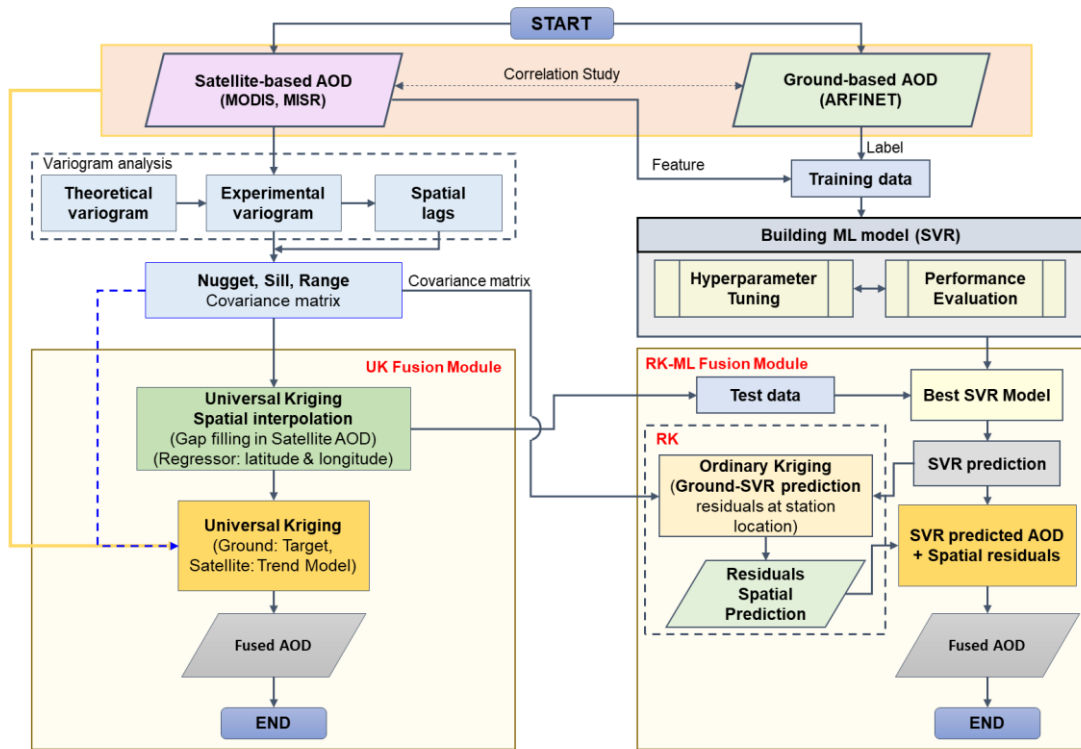 START
Satellite-based AOD
(MODIS, MISR)
Correlation Study
Ground-based AOD
(ARFINET)
Label
Feature
Training data
Variogram analysis
Theoretical
variogram
Experimental
variogram
Spatial
lags
Building ML model (SVR)
Hyperparameter
Tuning
Performance
Evaluation
Nugget, Sill, Range
Covariance matrix
Covariance matrix
UK Fusion Module
Universal Kriging
Spatial interpolation
(Gap filling in Satellite AOD)
(Regressor: latitude & longitude)
Universal Kriging
(Ground: Target,
Satellite: Trend Model)
Fused AOD
END
RK-ML Fusion Module
Test data
Best SVR Model
RK
SVR prediction
Ordinary Kriging
(Ground-SVR prediction
residuals at station
location)
SVR predicted AOD
+ Spatial residuals
Residuals
Spatial
Prediction
Fused AOD
END